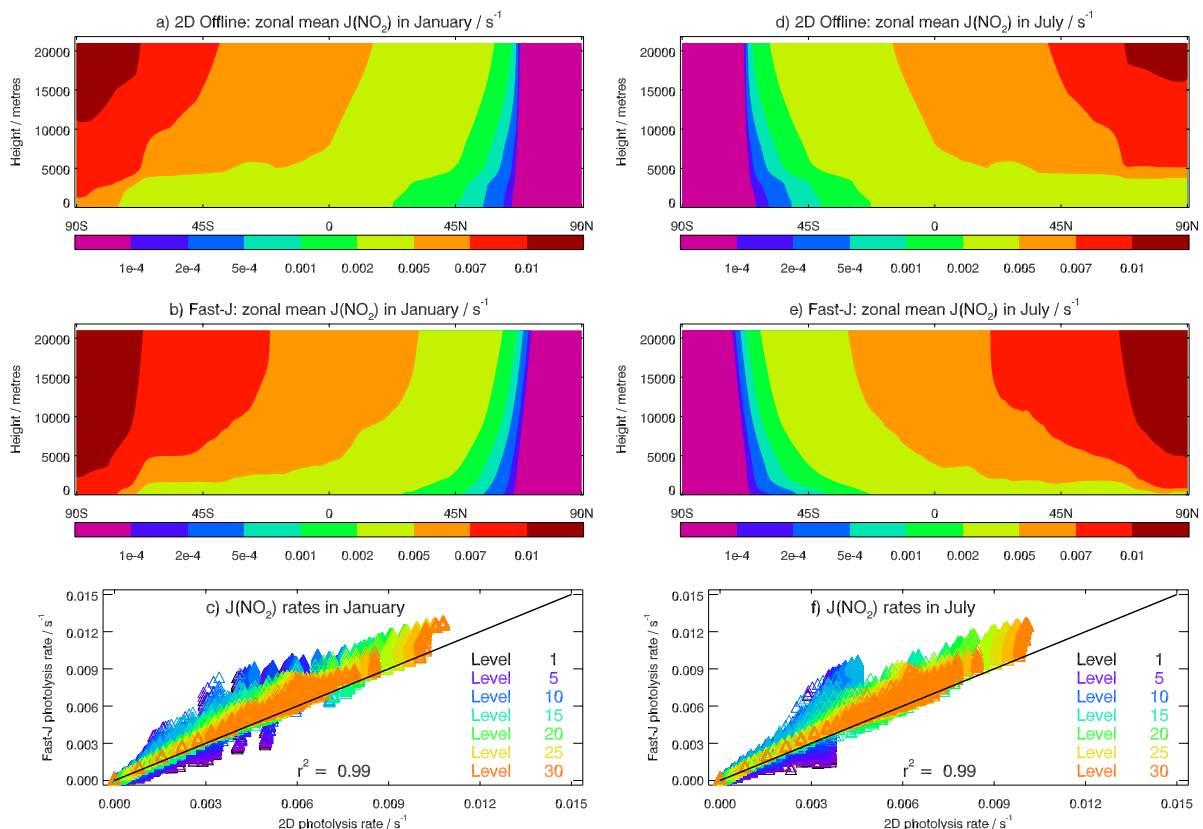 a) 2D Offline: zonal mean J(NO2) in January / s-1
Height / metres
20000
15000
10000
5000
0
90S 45S 0 45N 90N
1e-4 2e-4 5e-4 0.001 0.002 0.005 0.007 0.01
b) Fast-J: zonal mean J(NO2) in January / s-1
Height / metres
20000
15000
10000
5000
0
90S 45S 0 45N 90N
1e-4 2e-4 5e-4 0.001 0.002 0.005 0.007 0.01
c) J(NO2) rates in January
Fast-J photolysis rate / s-1
0.015
0.012
0.009
0.006
0.003
0.000
Level 1
Level 5
Level 10
Level 15
Level 20
Level 25
Level 30
r2 = 0.99
0.000 0.003 0.006 0.009 0.012 0.015
2D photolysis rate / s-1
d) 2D Offline: zonal mean J(NO2) in July / s-1
Height / metres
20000
15000
10000
5000
0
90S 45S 0 45N 90N
1e-4 2e-4 5e-4 0.001 0.002 0.005 0.007 0.01
e) Fast-J: zonal mean J(NO2) in July / s-1
Height / metres
20000
15000
10000
5000
0
90S 45S 0 45N 90N
1e-4 2e-4 5e-4 0.001 0.002 0.005 0.007 0.01
f) J(NO2) rates in July
Fast-J photolysis rate / s-1
0.015
0.012
0.009
0.006
0.003
0.000
Level 1
Level 5
Level 10
Level 15
Level 20
Level 25
Level 30
r2 = 0.99
0.000 0.003 0.006 0.009 0.012 0.015
2D photolysis rate / s-1